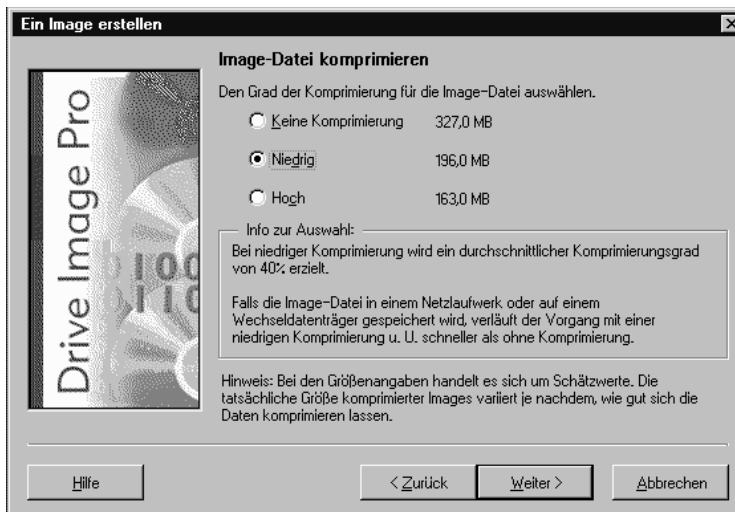 Ein Image erstellen
Drive Image Pro
Image-Datei komprimieren
Den Grad der Komprimierung für die Image-Datei auswählen.
Keine Komprimierung 327,0 MB
Niedrig 196,0 MB
Hoch 163,0 MB
Info zur Auswahl:
Bei niedriger Komprimierung wird ein durchschnittlicher Komprimierungsgrad
von 40% erzielt.
Falls die Image-Datei in einem Netzlaufwerk oder auf einem
Wechseldatenträger gespeichert wird, verläuft der Vorgang mit einer
niedrigen Komprimierung u. U. schneller als ohne Komprimierung.
Hinweis: Bei den Größenangaben handelt es sich um Schätzwerte. Die
tatsächliche Größe komprimierter Images variiert je nachdem, wie gut sich die
Daten komprimieren lassen.
Hilfe
< Zurück
Weiter >
Abbrechen